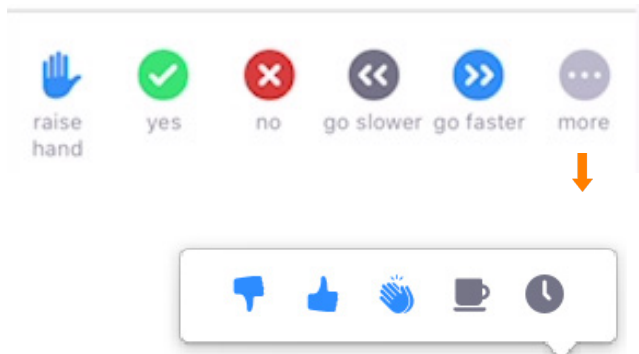 raise hand
yes
no
go slower
go faster
more